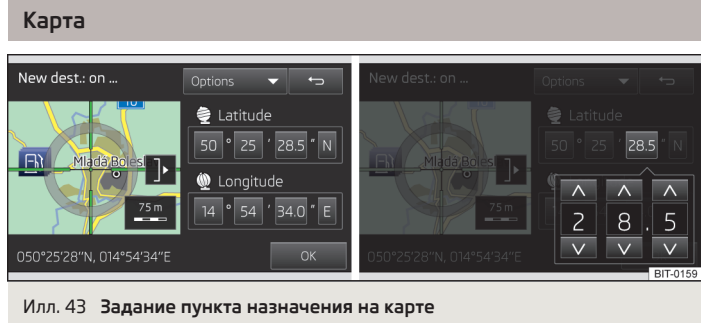 Карта
New dest.: on ...
Options
Latitude
50 ° 25 ' 28.5 " N
Mladá Boles
Longitude
75 m
14 ° 54 ' 34.0 " E
050°25'28"N, 014°54'34"E
OK
New dest.: on ...
Options
Latitude
50 ° 25 ' 28.5 " N
Mladá Boles
75 m
2 8 . 5
050°25'28"N, 014°54'34"E
BIT-0159
Илл. 43 Задание пункта назначения на карте